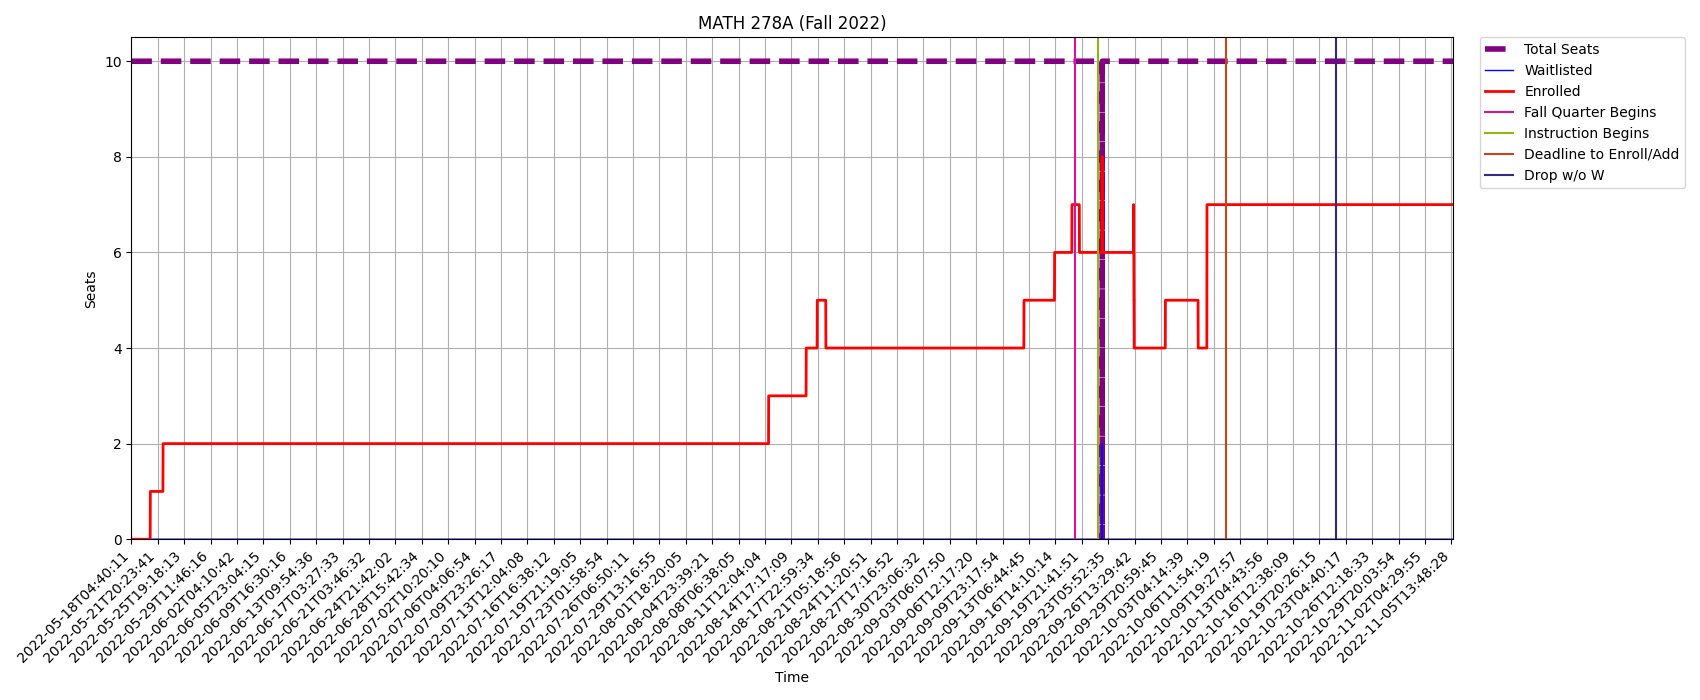 MATH 278A (Fall 2022)
Total Seats
Waitlisted
Enrolled
Fall Quarter Begins
Instruction Begins
Deadline to Enroll/Add
Drop w/o W
Seats
10
8
6
4
2
0
2022-05-18T04:40:11
2022-05-21T20:23:41
2022-05-25T19:18:13
2022-05-29T11:46:16
2022-06-02T04:10:42
2022-06-05T23:04:15
2022-06-09T16:30:16
2022-06-13T09:54:36
2022-06-17T03:27:33
2022-06-21T03:46:32
2022-06-24T21:42:02
2022-06-28T15:42:34
2022-07-02T10:20:10
2022-07-06T04:06:54
2022-07-09T23:26:17
2022-07-13T12:04:08
2022-07-16T16:38:12
2022-07-19T21:19:05
2022-07-23T01:58:54
2022-07-26T06:50:11
2022-07-29T13:16:55
2022-08-01T18:20:05
2022-08-04T23:39:21
2022-08-08T06:38:05
2022-08-11T12:04:04
2022-08-14T17:17:09
2022-08-17T22:59:34
2022-08-21T05:18:56
2022-08-24T11:20:51
2022-08-27T17:16:52
2022-08-30T23:06:32
2022-09-03T06:07:50
2022-09-06T12:17:20
2022-09-09T23:17:54
2022-09-13T06:44:45
2022-09-16T14:10:14
2022-09-19T21:41:51
2022-09-23T05:52:35
2022-09-26T13:29:42
2022-09-29T20:59:45
2022-10-03T04:14:39
2022-10-06T11:54:19
2022-10-09T19:27:57
2022-10-13T04:43:56
2022-10-16T12:38:09
2022-10-19T20:26:15
2022-10-23T04:40:17
2022-10-26T12:18:33
2022-10-29T20:03:54
2022-11-02T04:29:55
2022-11-05T13:48:28
Time